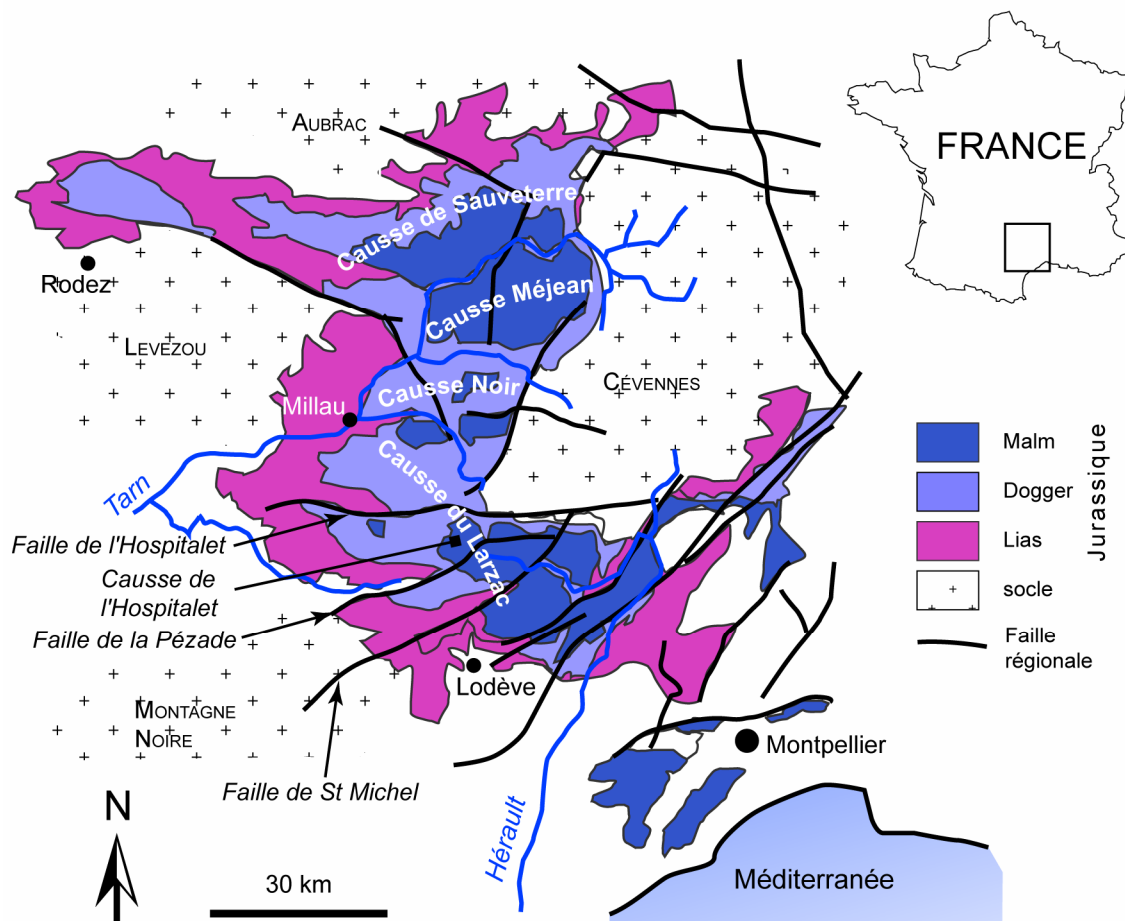 AUBRAC
FRANCE
Causse de Sauveterre
Rodez
Causse Méjean
LEVEZOU
CÉVENNES
Causse Noir
Millau
Malm
Dogger
Lias
socle
Faille
régionale
Jurassique
Causse du Larzac
Tarn
Faille de l'Hospitalet
Causse de
l'Hospitalet
Faille de la Pézade
Lodève
MONTAGNE
NOIRE
Montpellier
Faille de St Michel
Hérault
N
30 km
Méditerranée